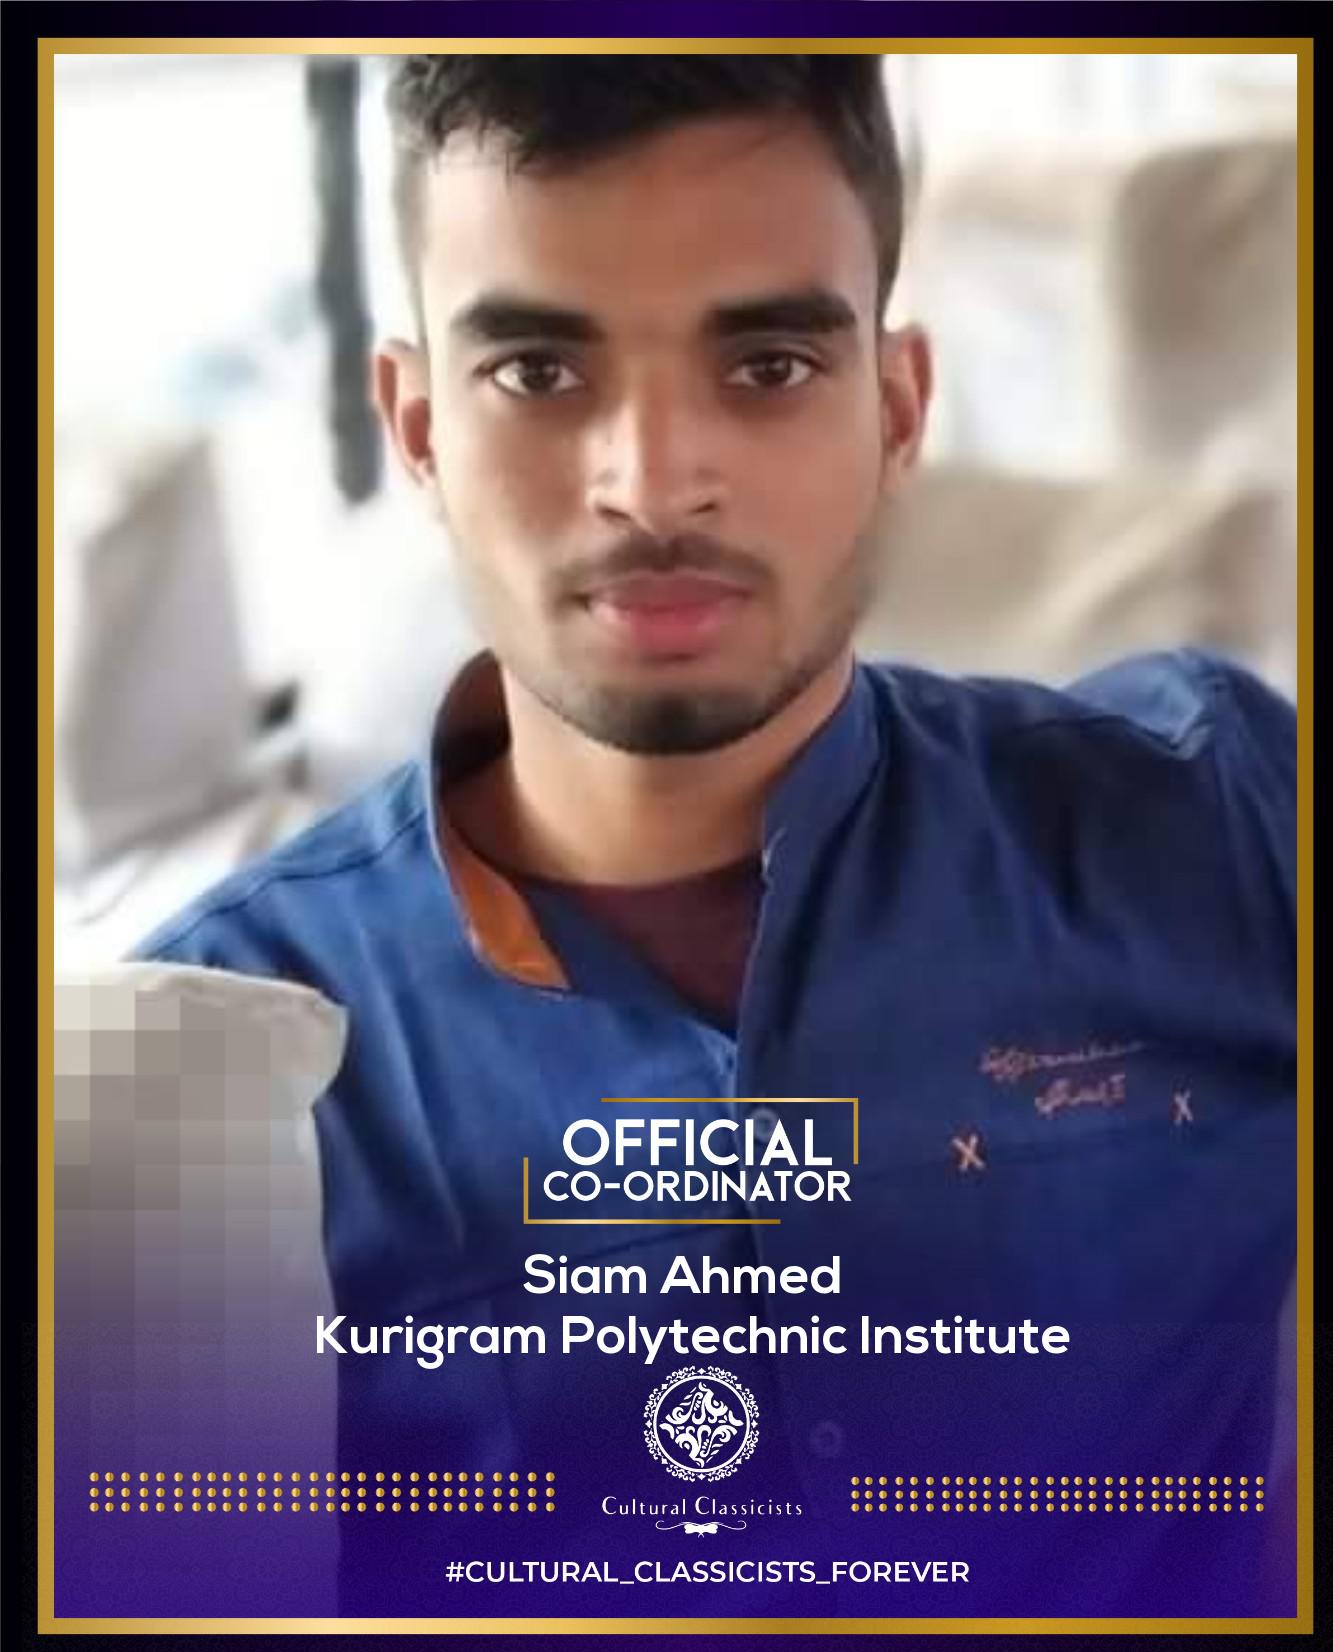 OFFICIAL
CO-ORDINATOR
Siam Ahmed
Kurigram Polytechnic Institute
Cultural Classicists
#CULTURAL_CLASSICISTS_FOREVER